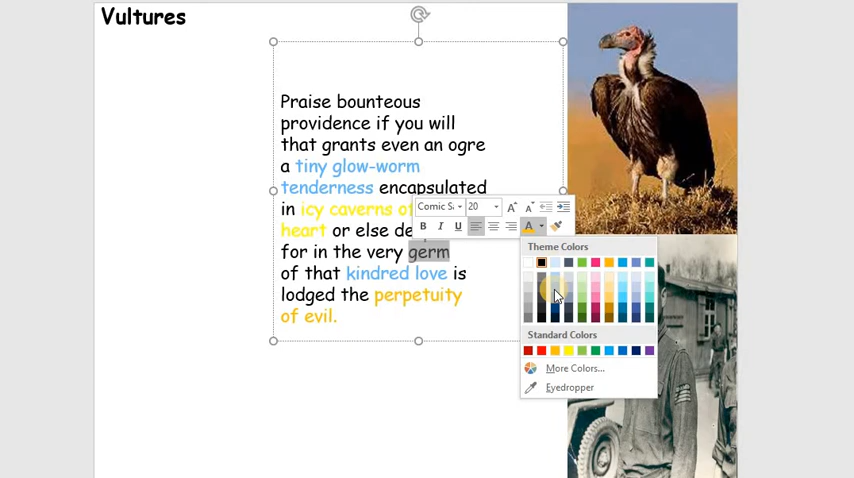 Vultures
Praise bounteous
providence if you will
that grants even an ogre
a tiny glow-worm
tenderness encapsulated
in icy caverns of
heart or else de
for in the very germ
of that kindred love is
lodged the perpetuity
of evil.
Comic S 20 A A
B I U A
Theme Colors
Standard Colors
More Colors...
Eyedropper